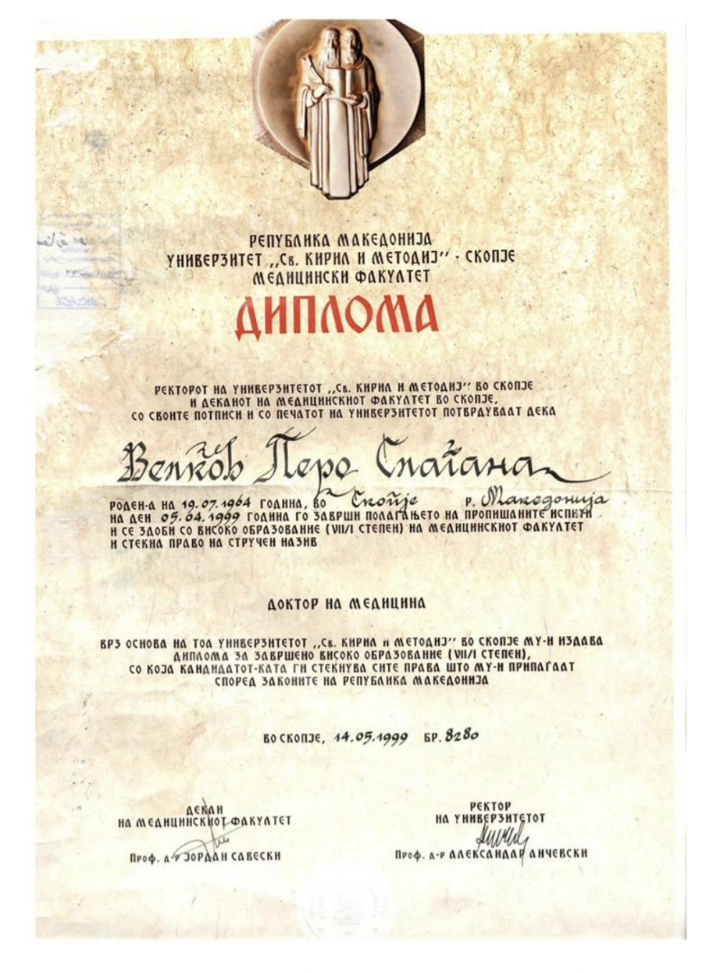 РЕПУБЛИКА МАКЕДОНИЈА
УНИВЕРЗИТЕТ ,,Св. КИРИЛ И МЕТОДИЈ'' - СКОПЈЕ
МЕДИЦИНСКИ ФАКУЛТЕТ
ДИПЛОМА
РЕКТОРОТ НА УНИВЕРЗИТЕТОТ ,,Св. КИРИЛ И МЕТОДИЈ'' ВО СКОПЈЕ
И ДЕКАНОТ НА МЕДИЦИНСКИОТ ФАКУЛТЕТ ВО СКОПЈЕ,
СО СВОИТЕ ПОТПИСИ И СО ПЕЧАТОТ НА УНИВЕРЗИТЕТОТ ПОТВРДУВААТ ДЕКА
Перо
РОДЕН-А НА 19.07.1964 ГОДИНА, ВО Скопје Р. Македонија
НА ДЕН 05.04.1999 ГОДИНА ГО ЗАВРШИ ПОЛАГАЊЕТО НА ПРОПИШАНИТЕ ИСПИТИ
И СЕ ЗДОБИ СО ВИСОКО ОБРАЗОВАНИЕ (VII/I СТЕПЕН) НА МЕДИЦИНСКИОТ ФАКУЛТЕТ
И СТЕКНА ПРАВО НА СТРУЧЕН НАЗИВ
ДОКТОР НА МЕДИЦИНА
ВРЗ ОСНОВА НА ТОА УНИВЕРЗИТЕТОТ ,,Св. КИРИЛ И МЕТОДИЈ'' ВО СКОПЈЕ МУ-И ИЗДАВА
ДИПЛОМА ЗА ЗАВРШЕНО ВИСОКО ОБРАЗОВАНИЕ (VII/I СТЕПЕН),
СО КОЈА КАНДИДАТОТ-КАТА ГИ СТЕКНУВА СИТЕ ПРАВА ШТО МУ-И ПРИПАЃААТ
СПОРЕД ЗАКОНИТЕ НА РЕПУБЛИКА МАКЕДОНИЈА
ВО СКОПЈЕ, 14.05.1999 БР. 8280
ДЕКАН
НА МЕДИЦИНСКИОТ ФАКУЛТЕТ
Проф. д-р ЈОРДАН САВЕСКИ
РЕКТОР
НА УНИВЕРЗИТЕТОТ
Проф. д-р АЛЕКСАНДАР АНЧЕВСКИ